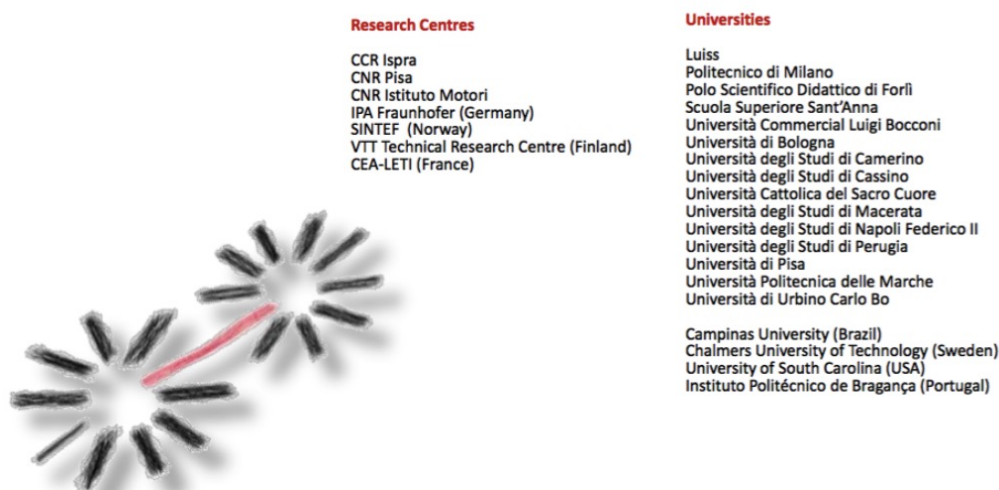 Research Centres
CCR Ispra
CNR Pisa
CNR Istituto Motori
IPA Fraunhofer (Germany)
SINTEF (Norway)
VTT Technical Research Centre (Finland)
CEA-LETI (France)
Universities
Luiss
Politecnico di Milano
Polo Scientifico Didattico di Forlì
Scuola Superiore Sant'Anna
Università Commercial Luigi Bocconi
Università di Bologna
Università degli Studi di Camerino
Università degli Studi di Cassino
Università Cattolica del Sacro Cuore
Università degli Studi di Macerata
Università degli Studi di Napoli Federico II
Università degli Studi di Perugia
Università di Pisa
Università Politecnica delle Marche
Università di Urbino Carlo Bo
Campinas University (Brazil)
Chalmers University of Technology (Sweden)
University of South Carolina (USA)
Instituto Politécnico de Bragança (Portugal)